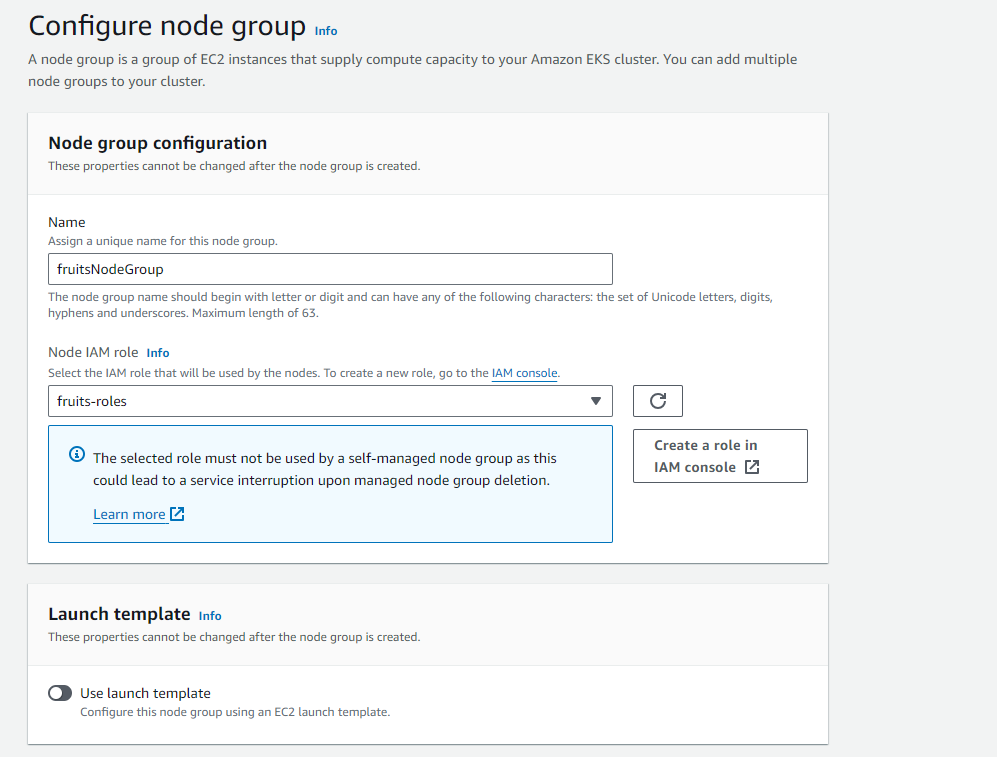 Configure node group Info
A node group is a group of EC2 instances that supply compute capacity to your Amazon EKS cluster. You can add multiple
node groups to your cluster.
Node group configuration
These properties cannot be changed after the node group is created.
Name
Assign a unique name for this node group.
fruitsNodeGroup
The node group name should begin with letter or digit and can have any of the following characters: the set of Unicode letters, digits,
hyphens and underscores. Maximum length of 63.
Node IAM role Info
Select the IAM role that will be used by the nodes. To create a new role, go to the IAM console.
fruits-roles
The selected role must not be used by a self-managed node group as this
could lead to a service interruption upon managed node group deletion.
Learn more
Create a role in
IAM console
Launch template Info
These properties cannot be changed after the node group is created.
Use launch template
Configure this node group using an EC2 launch template.